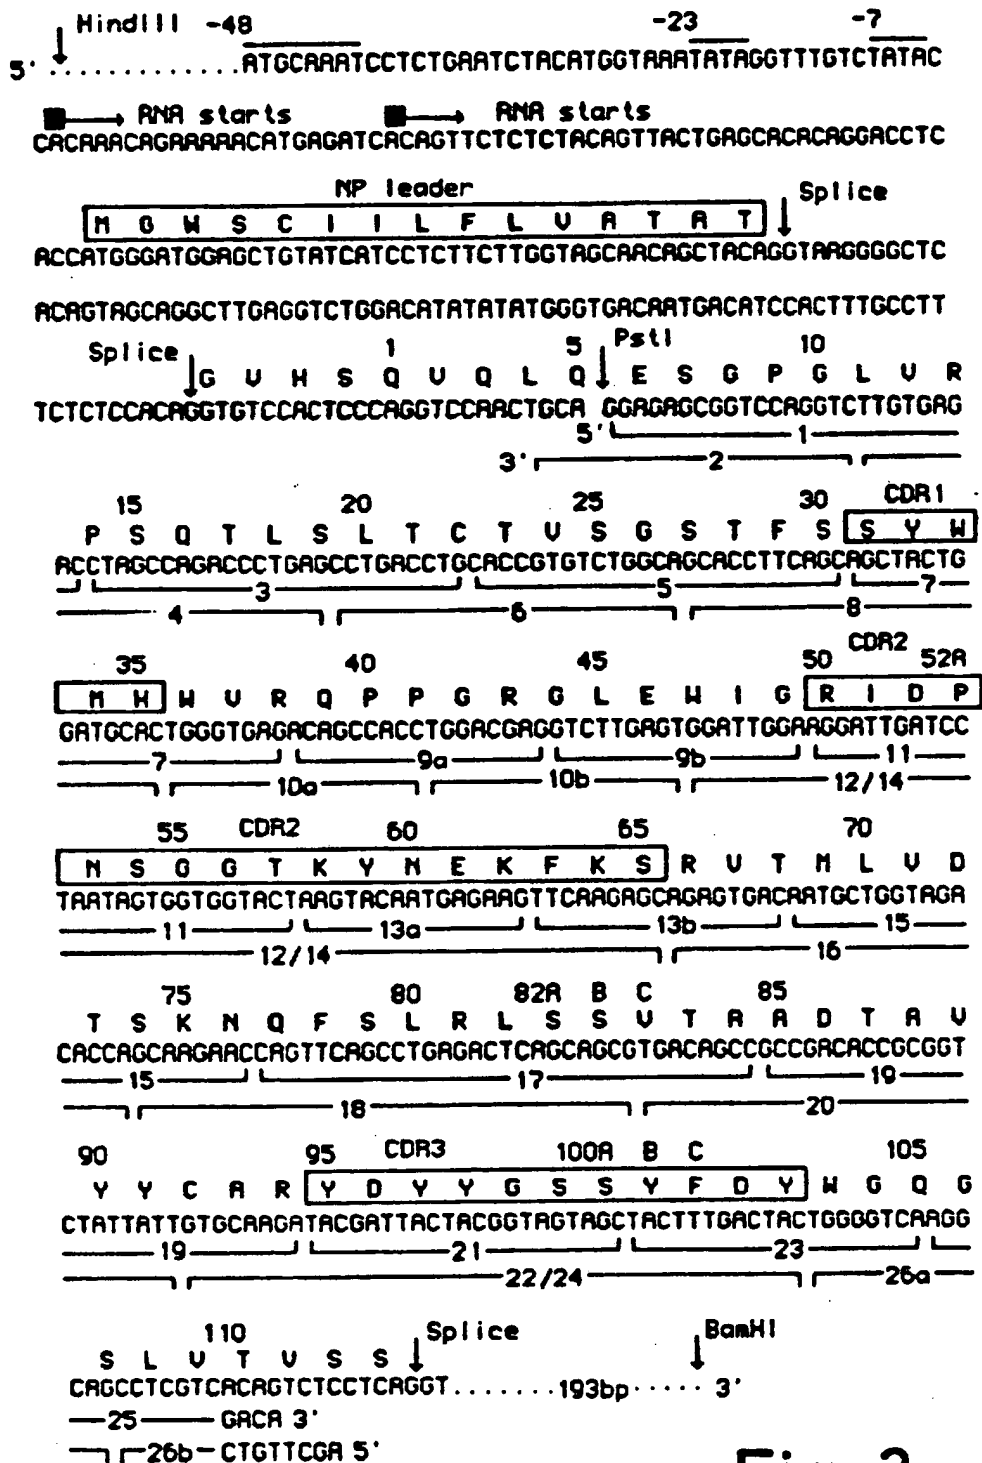 HindIII -48 -23 -7
5' .............ATGCAAATCCTCTGAATCTACATGGTAAATATAGGTTTGTCTATAC
RNA starts RNA starts
CACAAACAGAAAAACATGAGATCACAGTTCTCTCTACAGTTACTGAGCACACAGGACCTC
NP leader Splice
M G W S C I I L F L V A T A T
ACCATGGGATGGAGCTGTATCATCCTCTTCTTGGTAGCAACAGCTACAGGTAAGGGGCTC
ACAGTAGCAGGCTTGAGGTCTGGACATATATATGGGTGACAATGACATCCACTTTGCCTT
Splice 1 5 PstI 10
G V H S Q V Q L Q E S G P G L V R
TCTCTCCACAGGTGTCCACTCCCAGGTCCAACTGCA GGAGAGCGGTCCAGGTCTTGTGAG
5' 1
3' 2
15 20 25 30 CDR1
P S Q T L S L T C T V S G S T F S S Y W
ACCTAGCCAGACCCTGAGCCTGACCTGCACCGTGTCTGGCAGCACCTTCAGCAGCTACTG
3 5 7
4 6 8
35 40 45 50 CDR2 52A
M H W V R Q P P G R G L E W I G R I D P
GATGCACTGGGTGAGACAGCCACCTGGACGAGGTCTTGAGTGGATTGGAAGGATTGATCC
7 9a 9b 11
10a 10b 12/14
55 CDR2 60 65 70
N S G G T K Y N E K F K S R V T M L V D
TAATAGTGGTGGTACTAAGTACAATGAGAAGTTCAAGAGCAGAGTGACAATGCTGGTAGA
11 13a 13b 15
12/14 16
75 80 82A B C 85
T S K N Q F S L R L S S V T A A D T A V
CACCAGCAAGAACCAGTTCAGCCTGAGACTCAGCAGCGTGACAGCCGCCGACACCGCGGT
15 17 19
18 20
90 95 CDR3 100A B C 105
Y Y C A R Y D Y Y G S S Y F D Y W G Q G
CTATTATTGTGCAAGATACGATTACTACGGTAGTAGCTACTTTGACTACTGGGGTCAAGG
19 21 23
22/24 26a
110 Splice BamHI
S L V T V S S
CAGCCTCGTCACAGTCTCCTCAGGT.......193bp..... 3'
25 GACA 3'
26b CTGTTCGA 5'